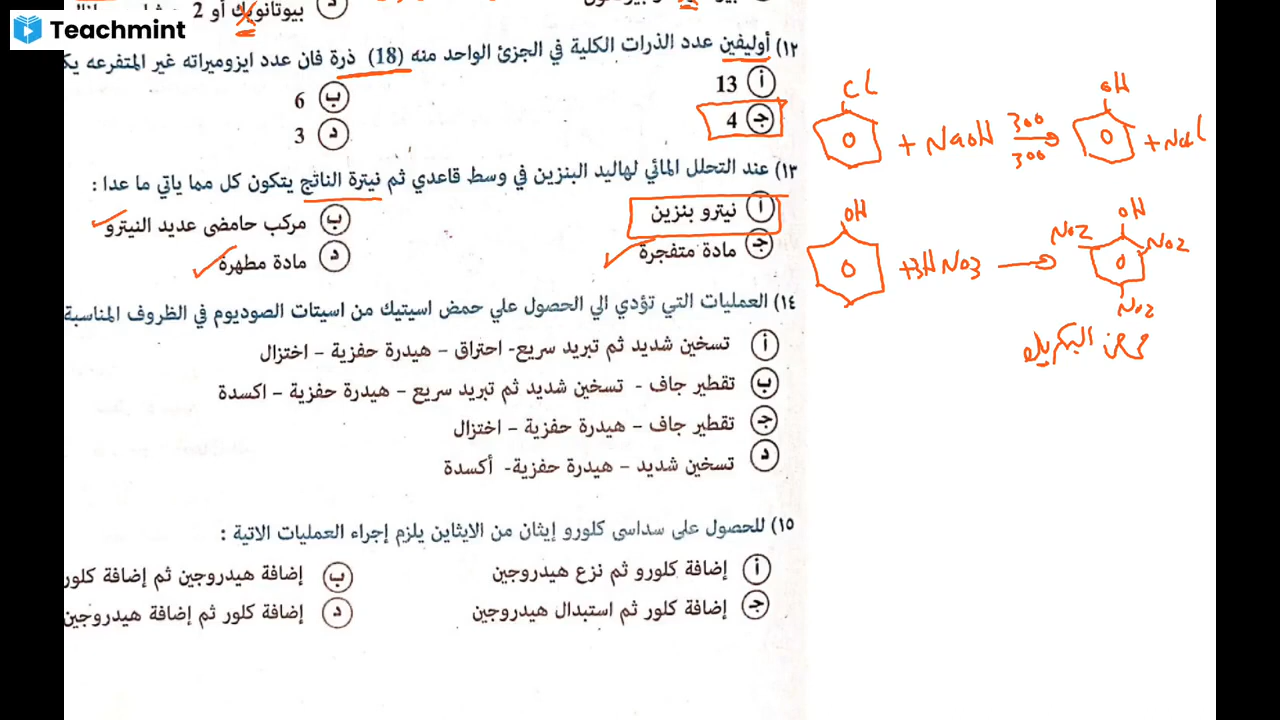 بيوتانويك أو 2
Teachmint
١٢) أوليفين عدد الذرات الكلية في الجزئ الواحد منه (18) ذرة فان عدد ايزوميراته غير المتفرعه
أ 13
ب 6
ج 4
د 3
١٣) عند التحلل المائي لهاليد البنزين في وسط قاعدي ثم نيترة الناتج يتكون كل مما ياتي ما عدا :
أ نيترو بنزين
ب مركب حامضى عديد النيترو
ج مادة متفجرة
د مادة مطهرة
١٤) العمليات التي تؤدي الي الحصول علي حمض اسيتيك من اسيتات الصوديوم في الظروف المناسبة
أ تسخين شديد ثم تبريد سريع- احتراق – هيدرة حفزية – اختزال
ب تقطير جاف - تسخين شديد ثم تبريد سريع – هيدرة حفزية – اكسدة
ج تقطير جاف – هيدرة حفزية – اختزال
د تسخين شديد – هيدرة حفزية- أكسدة
١٥) للحصول على سداسى كلورو إيثان من الايثاين يلزم إجراء العمليات الاتية :
أ إضافة كلورو ثم نزع هيدروجين
ب إضافة هيدروجين ثم إضافة كلور
ج إضافة كلور ثم استبدال هيدروجين
د إضافة كلور ثم إضافة هيدروجين
Cl
OH
+ NaOH 300 300 + NaCl
OH
OH
NO2 NO2
+3HNO3
NO2
حمض البكريك